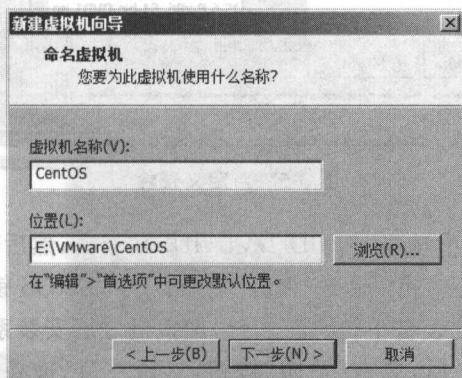 新建虚拟机向导
命名虚拟机
您要为此虚拟机使用什么名称?
虚拟机名称(V):
CentOS
位置(L):
E:\VMware\CentOS
浏览(R)...
在"编辑">"首选项"中可更改默认位置。
< 上一步(B)
下一步(N) >
取消